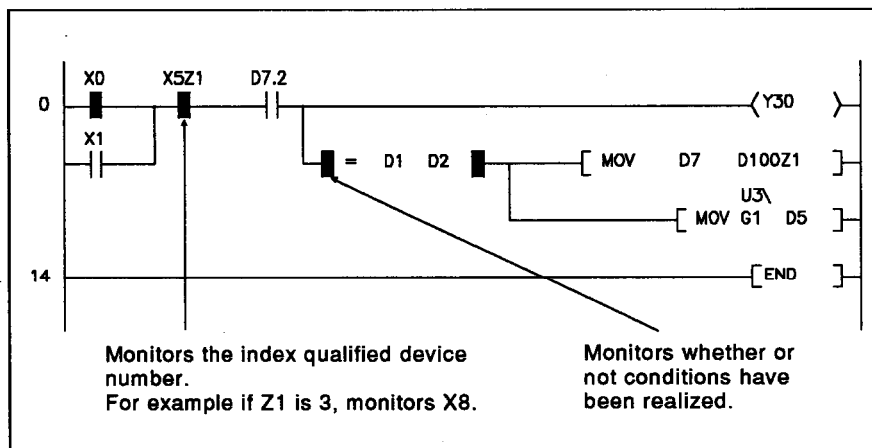 X0 X5Z1 D7.2
0 Y30
X1
= D1 D2 MOV D7 D100Z1
U3\
MOV G1 D5
14 END
Monitors the index qualified device
number.
For example if Z1 is 3, monitors X8.
Monitors whether or
not conditions have
been realized.